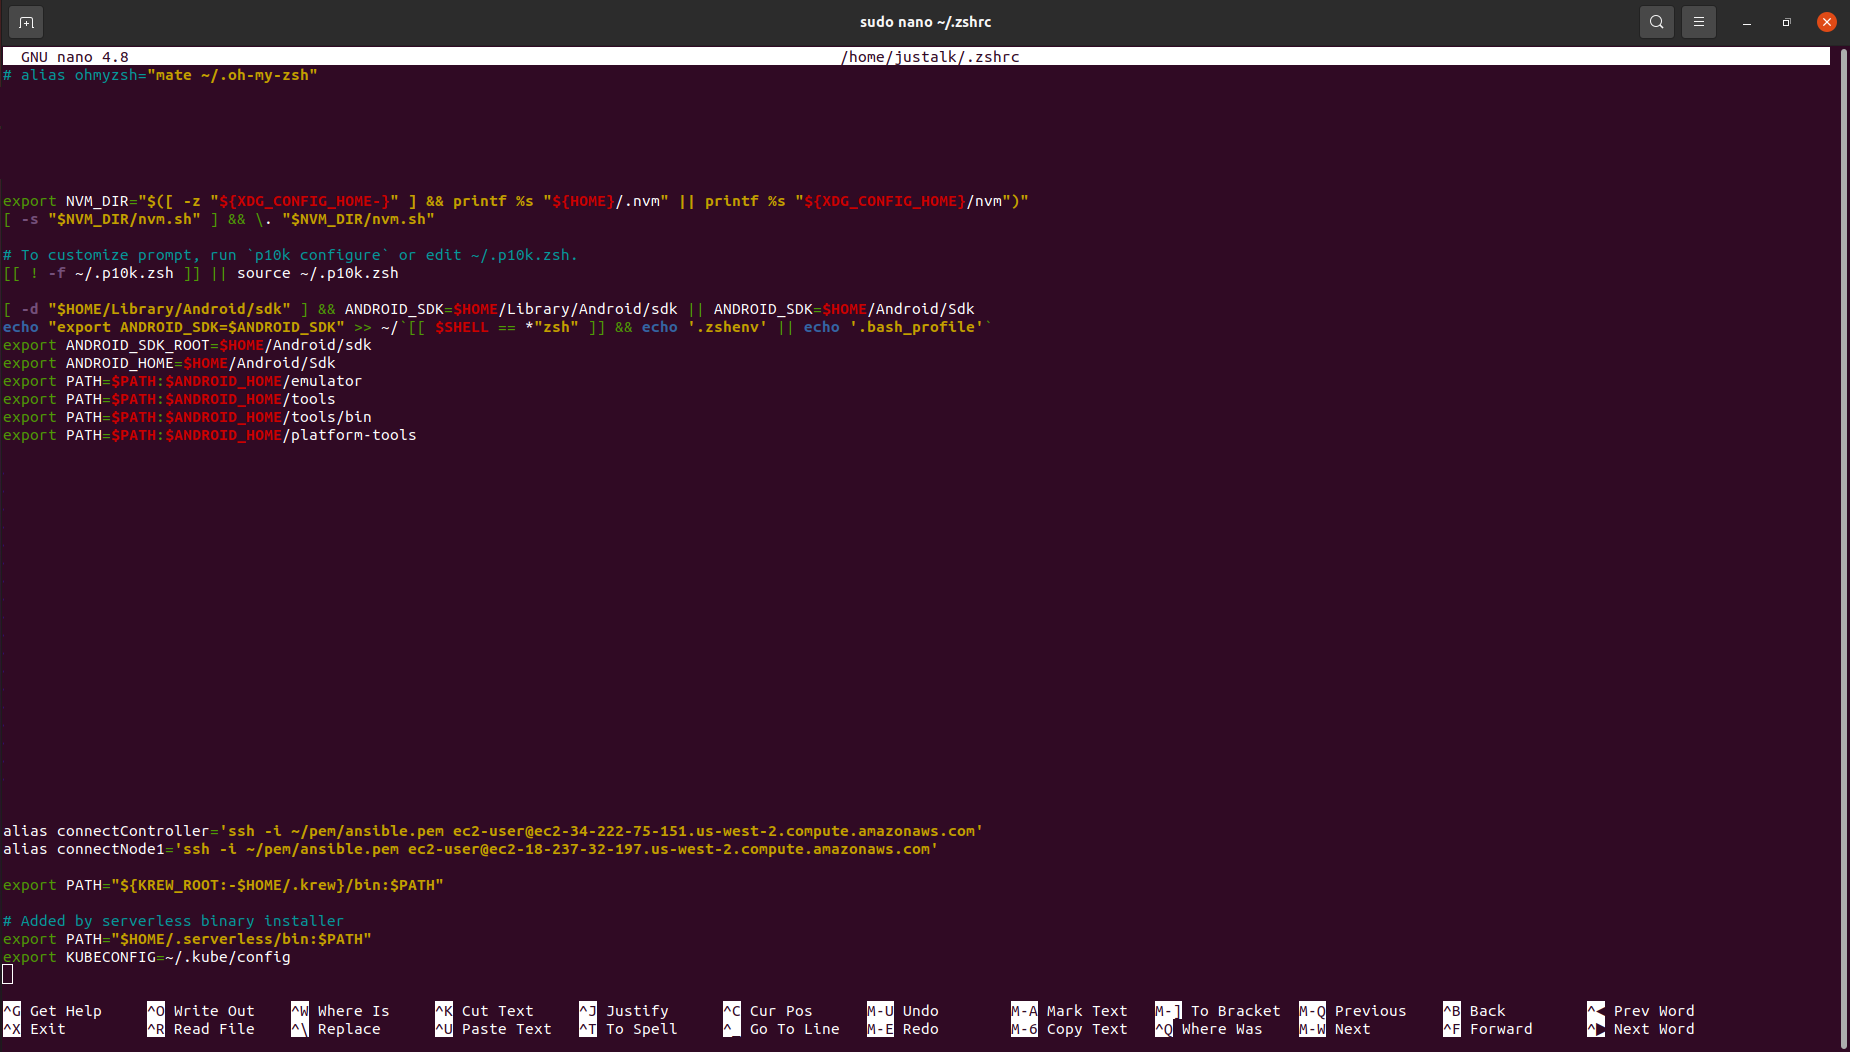 sudo nano ~/.zshrc
GNU nano 4.8 /home/justalk/.zshrc
# alias ohmyzsh="mate ~/.oh-my-zsh"
export NVM_DIR="$([ -z "${XDG_CONFIG_HOME-}" ] && printf %s "${HOME}/.nvm" || printf %s "${XDG_CONFIG_HOME}/nvm")"
[ -s "$NVM_DIR/nvm.sh" ] && \. "$NVM_DIR/nvm.sh"
# To customize prompt, run `p10k configure` or edit ~/.p10k.zsh.
[[ ! -f ~/.p10k.zsh ]] || source ~/.p10k.zsh
[ -d "$HOME/Library/Android/sdk" ] && ANDROID_SDK=$HOME/Library/Android/sdk || ANDROID_SDK=$HOME/Android/Sdk
echo "export ANDROID_SDK=$ANDROID_SDK" >> ~/`[[ $SHELL == *"zsh" ]] && echo '.zshenv' || echo '.bash_profile'`
export ANDROID_SDK_ROOT=$HOME/Android/sdk
export ANDROID_HOME=$HOME/Android/Sdk
export PATH=$PATH:$ANDROID_HOME/emulator
export PATH=$PATH:$ANDROID_HOME/tools
export PATH=$PATH:$ANDROID_HOME/tools/bin
export PATH=$PATH:$ANDROID_HOME/platform-tools
alias connectController='ssh -i ~/pem/ansible.pem ec2-user@ec2-34-222-75-151.us-west-2.compute.amazonaws.com'
alias connectNode1='ssh -i ~/pem/ansible.pem ec2-user@ec2-18-237-32-197.us-west-2.compute.amazonaws.com'
export PATH="${KREW_ROOT:-$HOME/.krew}/bin:$PATH"
# Added by serverless binary installer
export PATH="$HOME/.serverless/bin:$PATH"
export KUBECONFIG=~/.kube/config
^G Get Help ^O Write Out ^W Where Is ^K Cut Text ^J Justify ^C Cur Pos M-U Undo M-A Mark Text M-] To Bracket M-Q Previous ^B Back ^◀ Prev Word
^X Exit ^R Read File ^\ Replace ^U Paste Text ^T To Spell ^_ Go To Line M-E Redo M-6 Copy Text ^Q Where Was M-W Next ^F Forward ^▶ Next Word